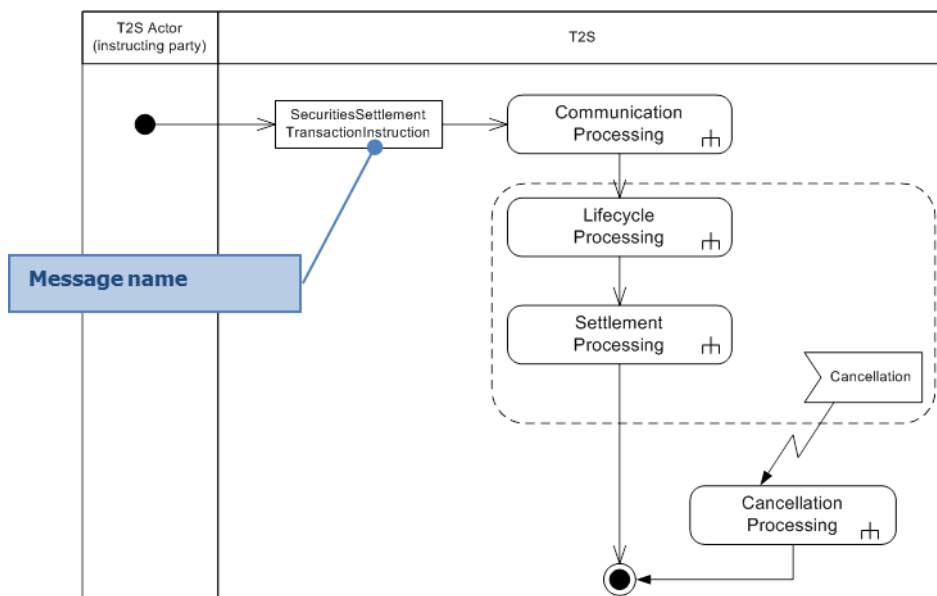 T2S Actor
(instructing party)
T2S
SecuritiesSettlement
TransactionInstruction
Communication
Processing
Lifecycle
Processing
Message name
Settlement
Processing
Cancellation
Cancellation
Processing